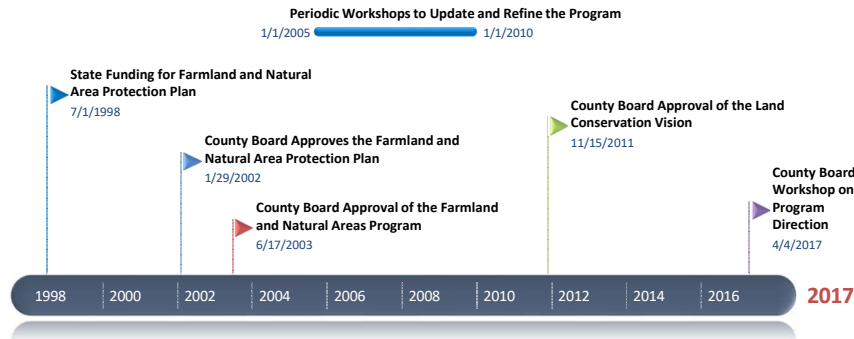 Periodic Workshops to Update and Refine the Program
1/1/2005 1/1/2010
State Funding for Farmland and Natural
Area Protection Plan
7/1/1998
County Board Approval of the Land
Conservation Vision
11/15/2011
County Board Approves the Farmland and
Natural Area Protection Plan
1/29/2002
County Board
Workshop on
Program
Direction
4/4/2017
County Board Approval of the Farmland
and Natural Areas Program
6/17/2003
1998 2000 2002 2004 2006 2008 2010 2012 2014 2016 2017